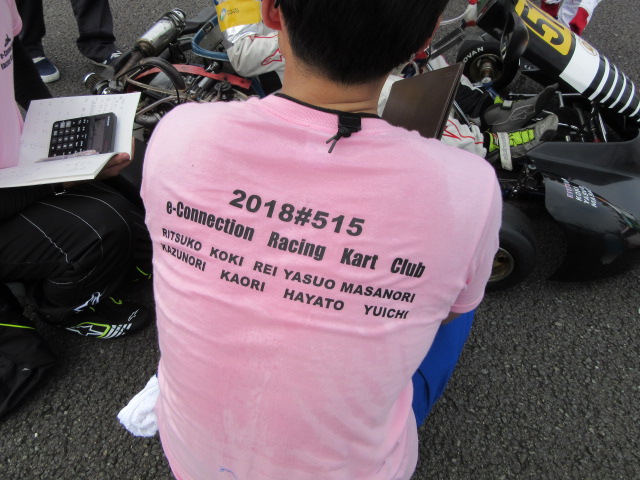 2018#515
e-Connection Racing Kart Club
RITSUKO KOKI REI YASUO MASANORI
KAZUNORI KAORI HAYATO YUICHI